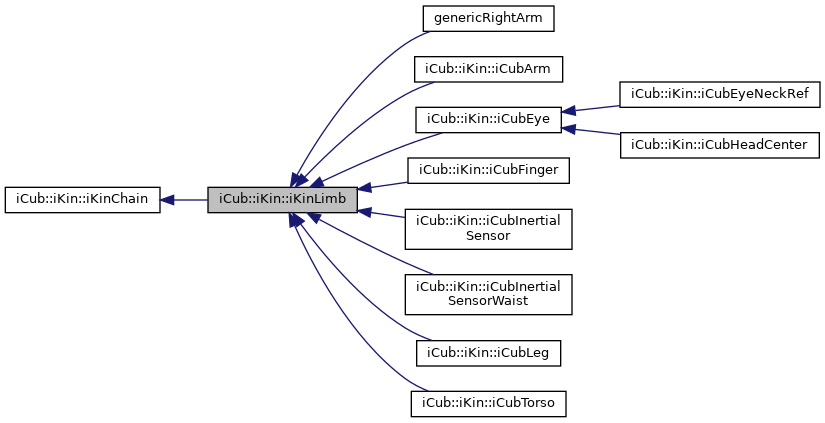 genericRightArm
iCub::iKin::iCubArm
iCub::iKin::iCubEye
iCub::iKin::iCubEyeNeckRef
iCub::iKin::iCubHeadCenter
iCub::iKin::iCubFinger
iCub::iKin::iKinChain
iCub::iKin::iKinLimb
iCub::iKin::iCubInertial
Sensor
iCub::iKin::iCubInertial
SensorWaist
iCub::iKin::iCubLeg
iCub::iKin::iCubTorso